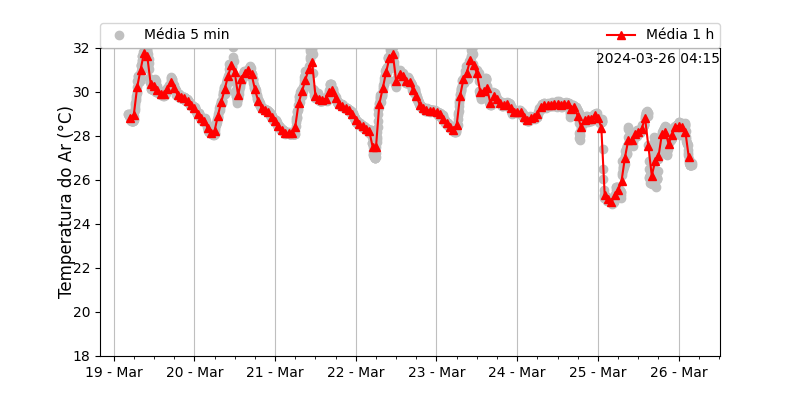 Média 5 min
Média 1 h
2024-03-26 04:15
Temperatura do Ar (°C)
32
30
28
26
24
22
20
18
19 - Mar
20 - Mar
21 - Mar
22 - Mar
23 - Mar
24 - Mar
25 - Mar
26 - Mar